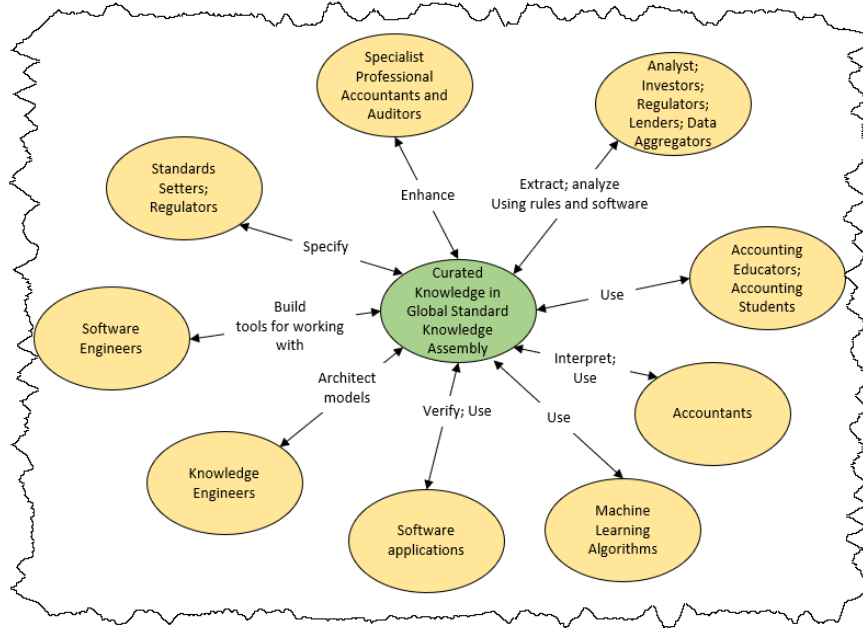 Specialist
Professional
Accountants and
Auditors
Analyst;
Investors;
Regulators;
Lenders; Data
Aggregators
Standards
Setters;
Regulators
Enhance
Extract; analyze
Using rules and software
Specify
Curated
Knowledge in
Global Standard
Knowledge
Assembly
Accounting
Educators;
Accounting
Students
Use
Build
tools for working
with
Software
Engineers
Interpret;
Use
Architect
models
Verify; Use
Use
Accountants
Knowledge
Engineers
Software
applications
Machine
Learning
Algorithms